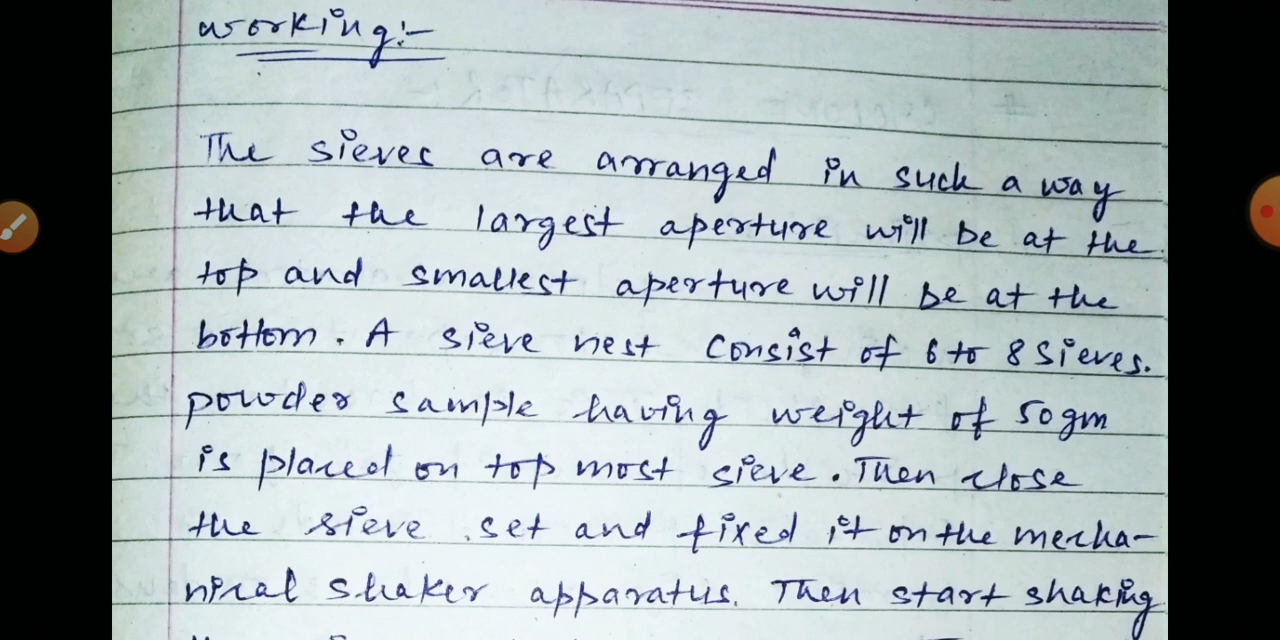 working:-
The sieves are arranged in such a way
that the largest aperture will be at the
top and smallest aperture will be at the
bottom. A sieve nest consist of 6 to 8 sieves.
powder sample having weight of 50gm
is placed on top most sieve. Then close
the sieve set and fixed it on the mecha-
nical shaker apparatus. Then start shaking